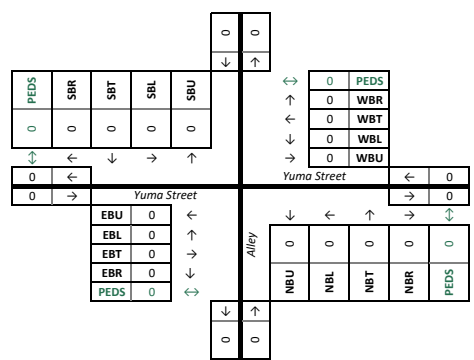 0 0
↓ ↑
PEDS SBR SBT SBL SBU
0 0 0 0 0
↕ ← ↓ → ↑
↔ 0 PEDS
↑ 0 WBR
← 0 WBT
↓ 0 WBL
→ 0 WBU
0 ←
0 →
Yuma Street
Yuma Street
← 0
→ 0
EBU 0 ←
EBL 0 ↑
EBT 0 →
EBR 0 ↓
PEDS 0 ↔
Alley
↓ ← ↑ → ↕
0 0 0 0 0
NBU NBL NBT NBR PEDS
↓ ↑
0 0